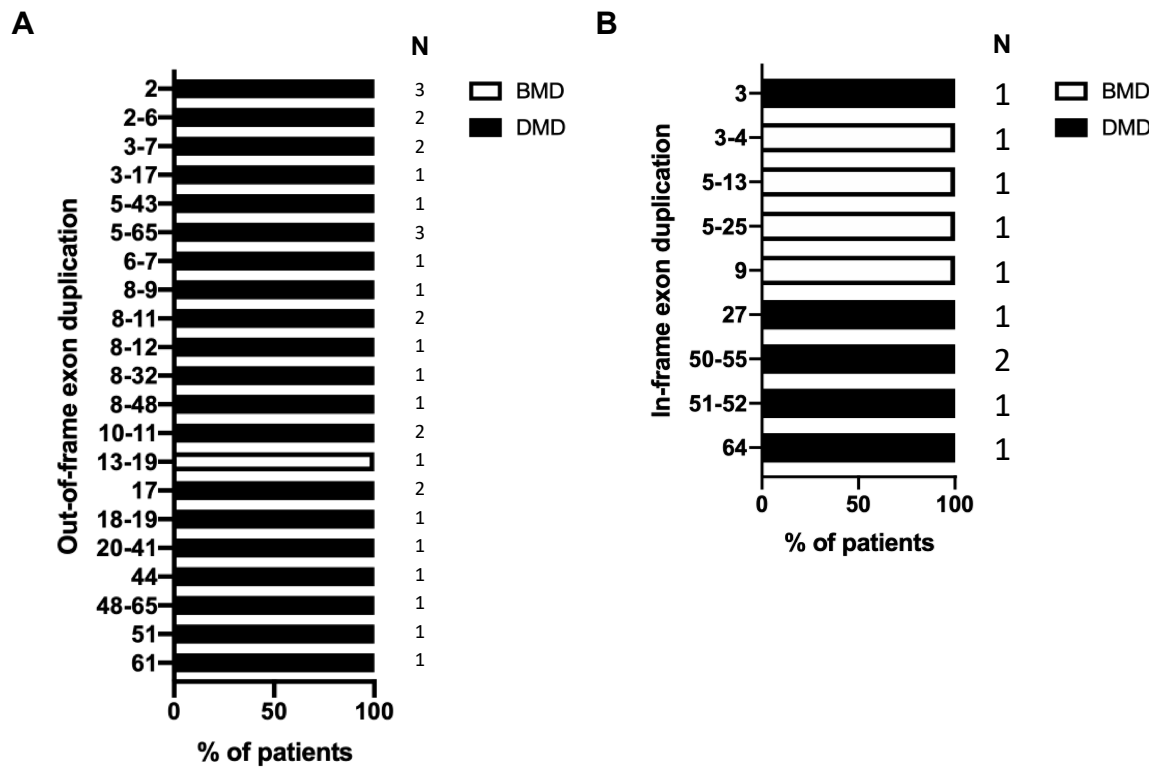 A
N
BMD
DMD
Out-of-frame exon duplication
2 3
2-6 2
3-7 2
3-17 1
5-43 1
5-65 3
6-7 1
8-9 1
8-11 2
8-12 1
8-32 1
8-48 1
10-11 2
13-19 1
17 2
18-19 1
20-41 1
44 1
48-65 1
51 1
61 1
0 50 100
% of patients
B
N
BMD
DMD
In-frame exon duplication
3 1
3-4 1
5-13 1
5-25 1
9 1
27 1
50-55 2
51-52 1
64 1
0 50 100
% of patients